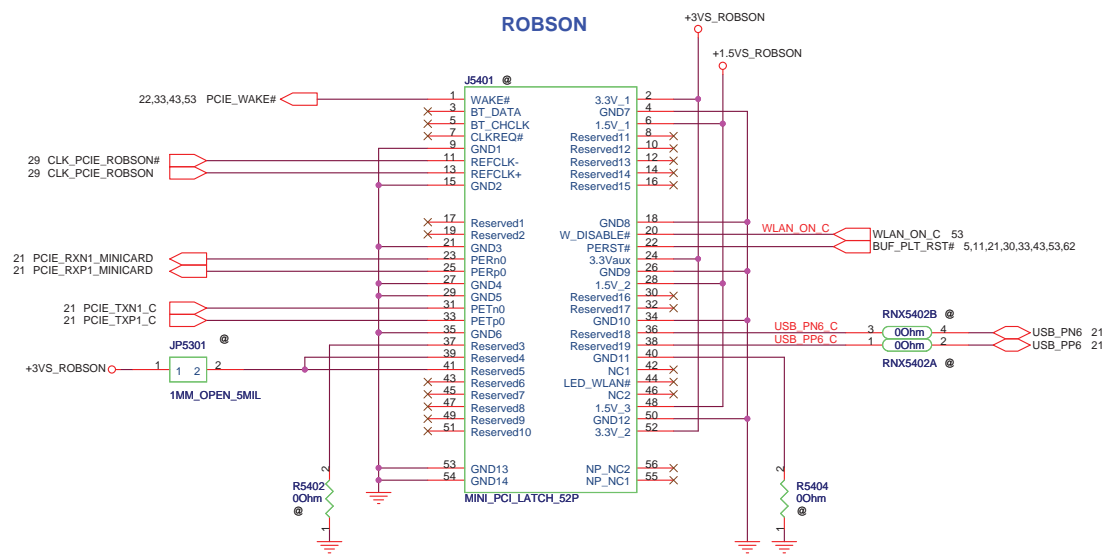 ROBSON
+3VS_ROBSON
+1.5VS_ROBSON
J5401 @
22,33,43,53 PCIE_WAKE# 1 WAKE# 3.3V_1 2
3 BT_DATA GND7 4
5 BT_CHCLK 1.5V_1 6
7 CLKREQ# Reserved11 8
9 GND1 Reserved12 10
29 CLK_PCIE_ROBSON# 11 REFCLK- Reserved13 12
29 CLK_PCIE_ROBSON 13 REFCLK+ Reserved14 14
15 GND2 Reserved15 16
17 Reserved1 GND8 18
19 Reserved2 W_DISABLE# 20 WLAN_ON_C WLAN_ON_C 53
21 GND3 PERST# 22 BUF_PLT_RST# 5,11,21,30,33,43,53,62
21 PCIE_RXN1_MINICARD 23 PERn0 3.3Vaux 24
21 PCIE_RXP1_MINICARD 25 PERp0 GND9 26
27 GND4 1.5V_2 28
29 GND5 Reserved16 30
21 PCIE_TXN1_C 31 PETn0 Reserved17 32
21 PCIE_TXP1_C 33 PETp0 GND10 34
RNX5402B @
35 GND6 Reserved18 36 USB_PN6_C 3 0Ohm 4 USB_PN6 21
37 Reserved3 Reserved19 38 USB_PP6_C 1 0Ohm 2 USB_PP6 21
RNX5402A @
JP5301 @
39 Reserved4 GND11 40
+3VS_ROBSON 1 1 2 2 41 Reserved5 NC1 42
1MM_OPEN_5MIL
43 Reserved6 LED_WLAN# 44
45 Reserved7 NC2 46
47 Reserved8 1.5V_3 48
49 Reserved9 GND12 50
51 Reserved10 3.3V_2 52
53 GND13 NP_NC2 56
54 GND14 NP_NC1 55
MINI_PCI_LATCH_52P
2
R5402
0Ohm
@
1
2
R5404
0Ohm
@
1